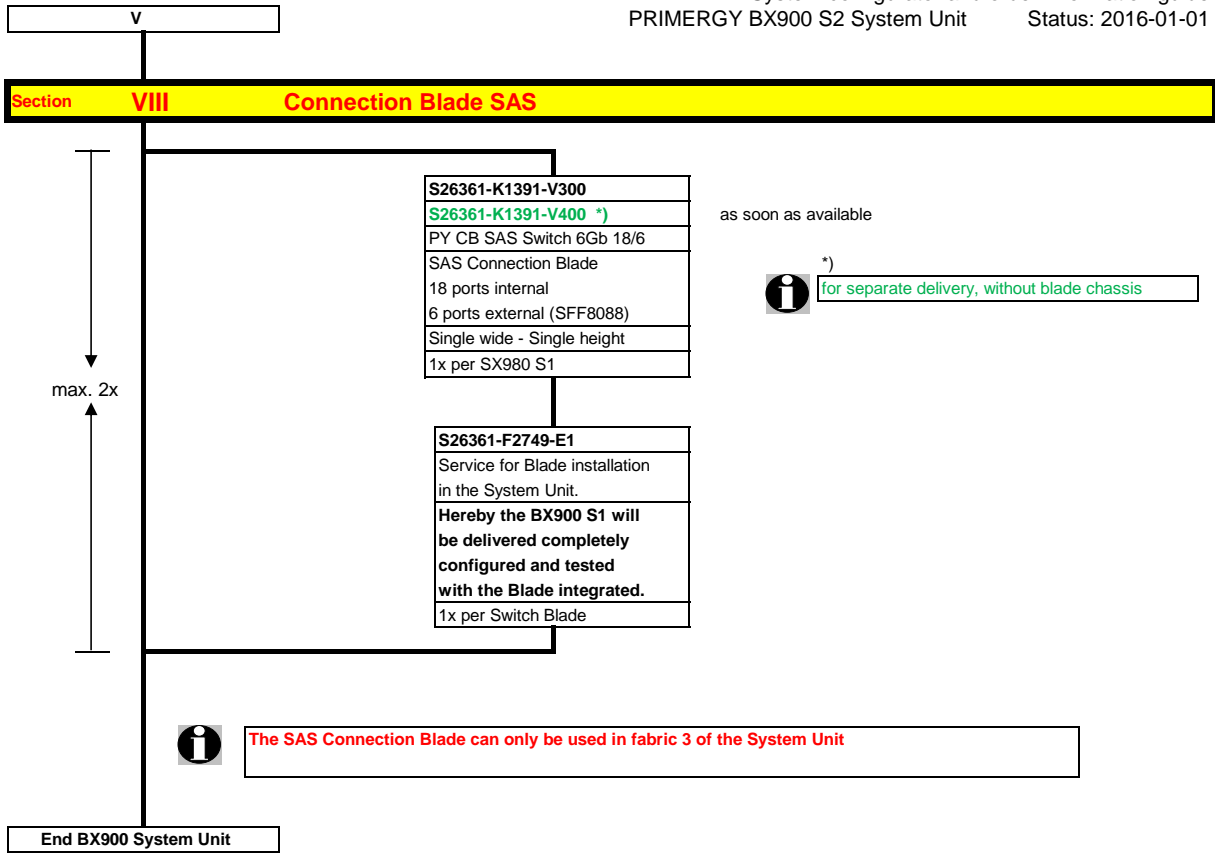 PRIMERGY BX900 S2 System Unit Status: 2016-01-01
V
Section VIII Connection Blade SAS
S26361-K1391-V300
S26361-K1391-V400 *) as soon as available
PY CB SAS Switch 6Gb 18/6
SAS Connection Blade
18 ports internal
6 ports external (SFF8088)
Single wide - Single height
1x per SX980 S1
*)
for separate delivery, without blade chassis
max. 2x
S26361-F2749-E1
Service for Blade installation
in the System Unit.
Hereby the BX900 S1 will
be delivered completely
configured and tested
with the Blade integrated.
1x per Switch Blade
The SAS Connection Blade can only be used in fabric 3 of the System Unit
End BX900 System Unit